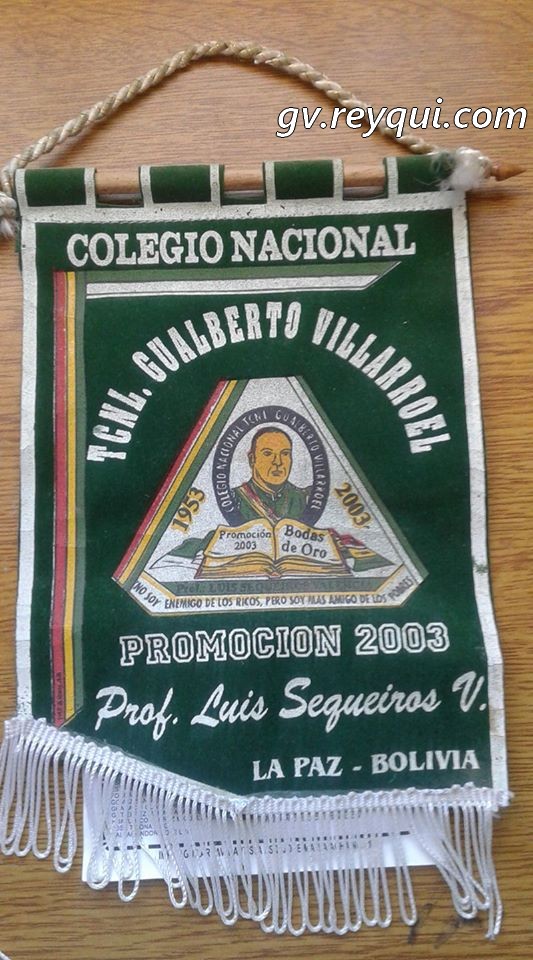 gv.reyqui.com
COLEGIO NACIONAL
TCNL. GUALBERTO VILLARROEL
COLEGIO NACIONAL TCNL GUALBERTO VILLARROEL
1953
2003
Promoción
2003
Bodas
de Oro
NO SOY ENEMIGO DE LOS RICOS, PERO SOY MAS AMIGO DE LOS POBRES
PROMOCION 2003
Prof. Luis Sequeiros V.
LA PAZ - BOLIVIA